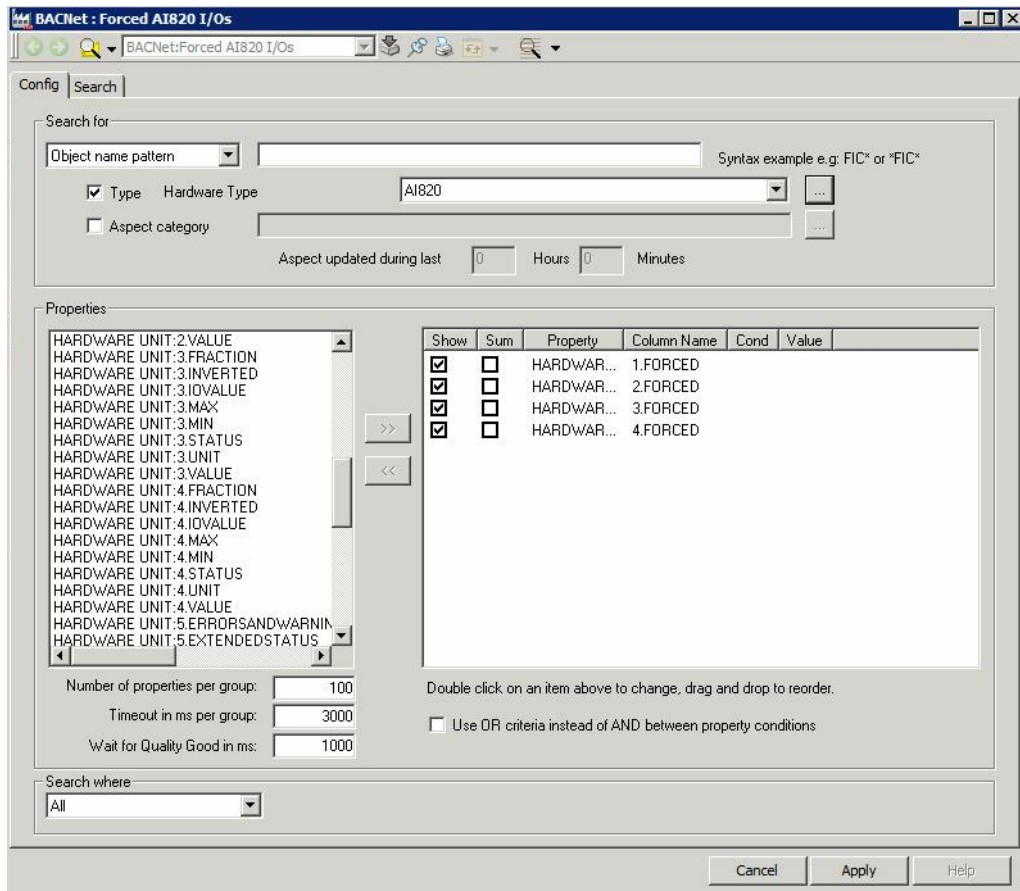 BACNet : Forced AI820 I/Os
BACNet:Forced AI820 I/Os
Config Search
Search for
Object name pattern Syntax example e.g: FIC* or *FIC*
Type Hardware Type AI820 ...
Aspect category ...
Aspect updated during last 0 Hours 0 Minutes
Properties
HARDWARE UNIT:2.VALUE
HARDWARE UNIT:3.FRACTION
HARDWARE UNIT:3.INVERTED
HARDWARE UNIT:3.IOVALUE
HARDWARE UNIT:3.MAX
HARDWARE UNIT:3.MIN
HARDWARE UNIT:3.STATUS
HARDWARE UNIT:3.UNIT
HARDWARE UNIT:3.VALUE
HARDWARE UNIT:4.FRACTION
HARDWARE UNIT:4.INVERTED
HARDWARE UNIT:4.IOVALUE
HARDWARE UNIT:4.MAX
HARDWARE UNIT:4.MIN
HARDWARE UNIT:4.STATUS
HARDWARE UNIT:4.UNIT
HARDWARE UNIT:4.VALUE
HARDWARE UNIT:5.ERRORSANDWARNIN
HARDWARE UNIT:5.EXTENDEDSTATUS
>>
<<
Show Sum Property Column Name Cond Value
HARDWAR... 1.FORCED
HARDWAR... 2.FORCED
HARDWAR... 3.FORCED
HARDWAR... 4.FORCED
Number of properties per group: 100
Timeout in ms per group: 3000
Wait for Quality Good in ms: 1000
Double click on an item above to change, drag and drop to reorder.
Use OR criteria instead of AND between property conditions
Search where
All
Cancel Apply Help